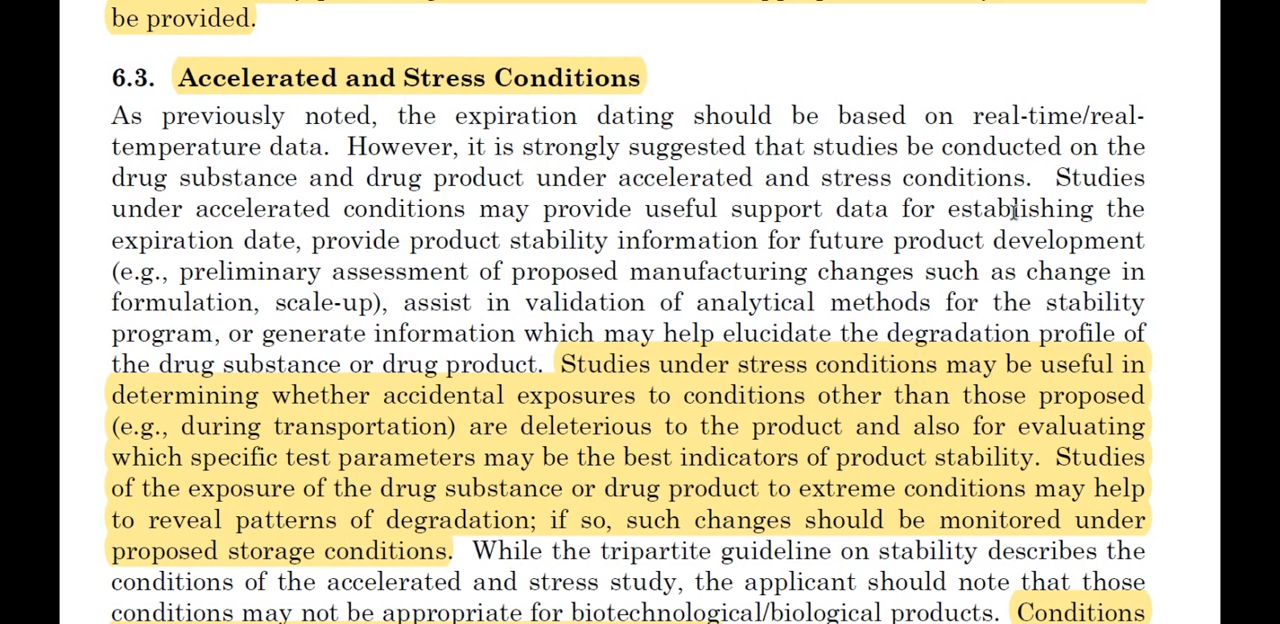 be provided.
6.3. Accelerated and Stress Conditions
As previously noted, the expiration dating should be based on real-time/real-
temperature data. However, it is strongly suggested that studies be conducted on the
drug substance and drug product under accelerated and stress conditions. Studies
under accelerated conditions may provide useful support data for establishing the
expiration date, provide product stability information for future product development
(e.g., preliminary assessment of proposed manufacturing changes such as change in
formulation, scale-up), assist in validation of analytical methods for the stability
program, or generate information which may help elucidate the degradation profile of
the drug substance or drug product. Studies under stress conditions may be useful in
determining whether accidental exposures to conditions other than those proposed
(e.g., during transportation) are deleterious to the product and also for evaluating
which specific test parameters may be the best indicators of product stability. Studies
of the exposure of the drug substance or drug product to extreme conditions may help
to reveal patterns of degradation; if so, such changes should be monitored under
proposed storage conditions. While the tripartite guideline on stability describes the
conditions of the accelerated and stress study, the applicant should note that those
conditions may not be appropriate for biotechnological/biological products. Conditions